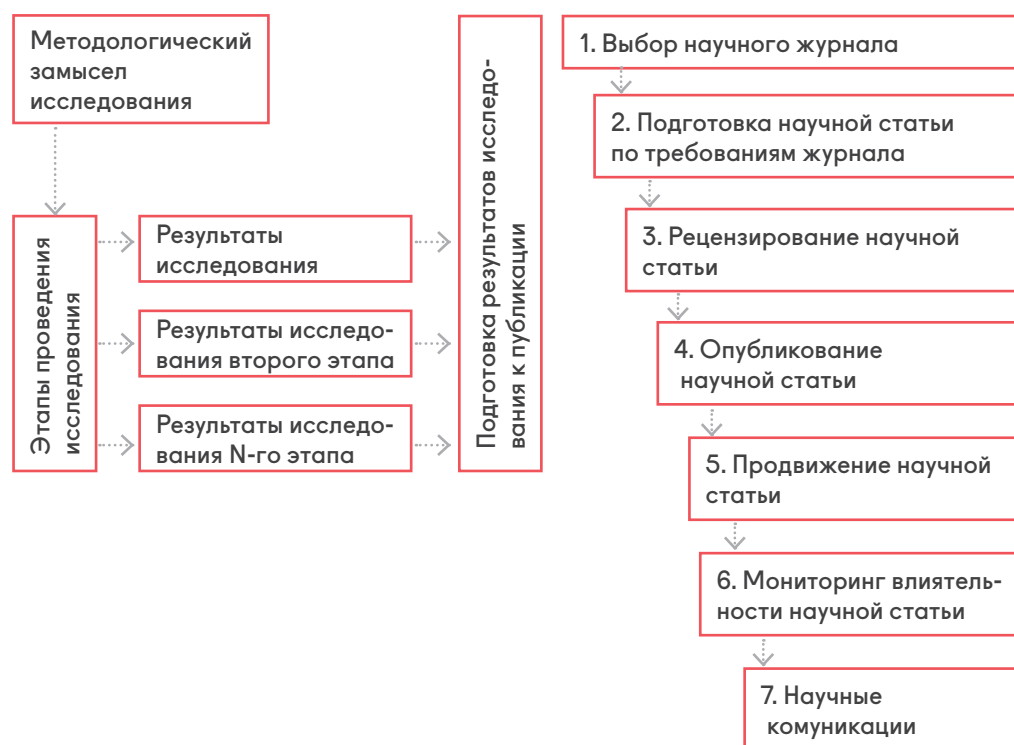 Методологический
замысел
исследования
Этапы проведения
исследования
Результаты
исследования
Результаты исследо-
вания второго этапа
Результаты исследо-
вания N-го этапа
Подготовка результатов исследо-
вания к публикации
1. Выбор научного журнала
2. Подготовка научной статьи
по требованиям журнала
3. Рецензирование научной
статьи
4. Опубликование
научной статьи
5. Продвижение научной
статьи
6. Мониторинг влиятель-
ности научной статьи
7. Научные
комуникации